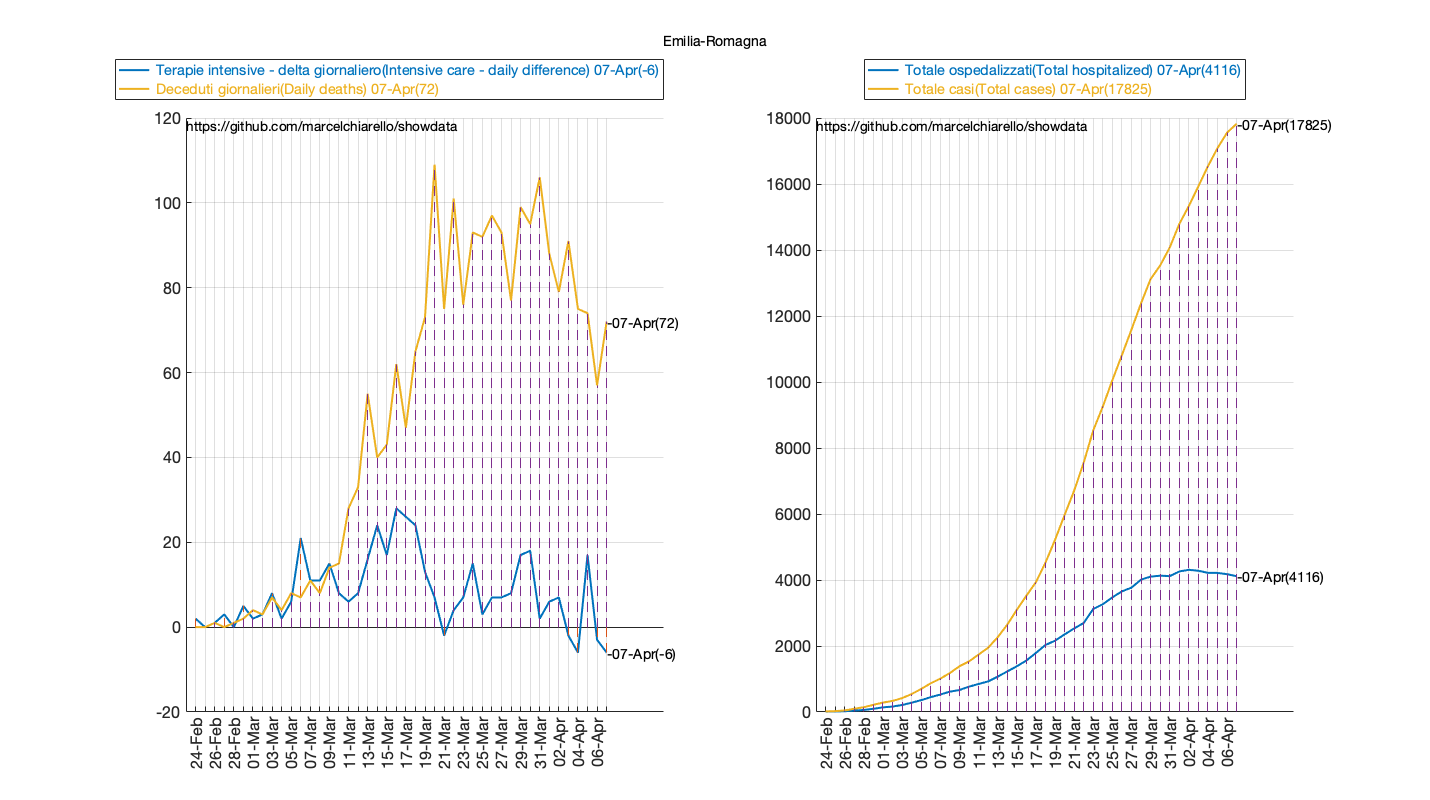 Emilia-Romagna
Terapie intensive - delta giornaliero(Intensive care - daily difference) 07-Apr(-6)
Deceduti giornalieri(Daily deaths) 07-Apr(72)
https://github.com/marcelchiarello/showdata
120
100
80
60
40
20
0
-20
-07-Apr(72)
-07-Apr(-6)
24-Feb
26-Feb
28-Feb
01-Mar
03-Mar
05-Mar
07-Mar
09-Mar
11-Mar
13-Mar
15-Mar
17-Mar
19-Mar
21-Mar
23-Mar
25-Mar
27-Mar
29-Mar
31-Mar
02-Apr
04-Apr
06-Apr
Totale ospedalizzati(Total hospitalized) 07-Apr(4116)
Totale casi(Total cases) 07-Apr(17825)
https://github.com/marcelchiarello/showdata
18000
16000
14000
12000
10000
8000
6000
4000
2000
0
-07-Apr(17825)
-07-Apr(4116)
24-Feb
26-Feb
28-Feb
01-Mar
03-Mar
05-Mar
07-Mar
09-Mar
11-Mar
13-Mar
15-Mar
17-Mar
19-Mar
21-Mar
23-Mar
25-Mar
27-Mar
29-Mar
31-Mar
02-Apr
04-Apr
06-Apr